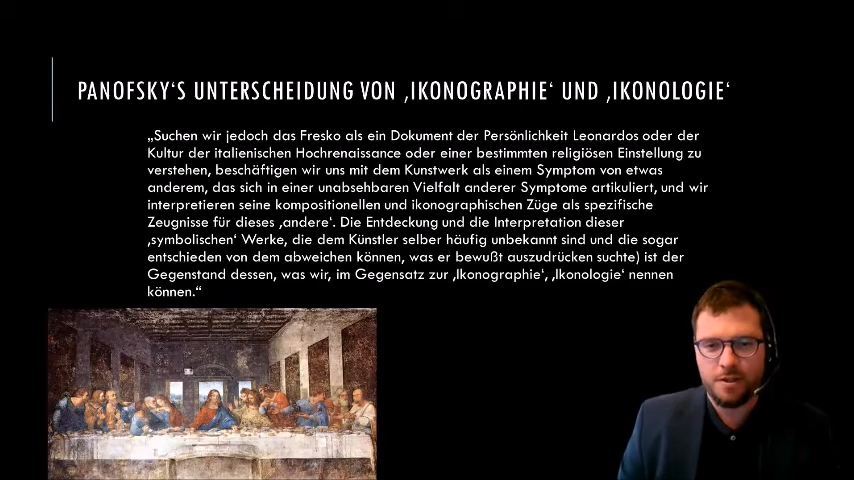 PANOFSKY‘S UNTERSCHEIDUNG VON ‚IKONOGRAPHIE‘ UND ‚IKONOLOGIE‘
„Suchen wir jedoch das Fresko als ein Dokument der Persönlichkeit Leonardos oder der
Kultur der italienischen Hochrenaissance oder einer bestimmten religiösen Einstellung zu
verstehen, beschäftigen wir uns mit dem Kunstwerk als einem Symptom von etwas
anderem, das sich in einer unabsehbaren Vielfalt anderer Symptome artikuliert, und wir
interpretieren seine kompositionellen und ikonographischen Züge als spezifische
Zeugnisse für dieses ‚andere‘. Die Entdeckung und die Interpretation dieser
‚symbolischen‘ Werke, die dem Künstler selber häufig unbekannt sind und die sogar
entschieden von dem abweichen können, was er bewußt auszudrücken suchte) ist der
Gegenstand dessen, was wir, im Gegensatz zur ‚Ikonographie‘, ‚Ikonologie‘ nennen
können.“